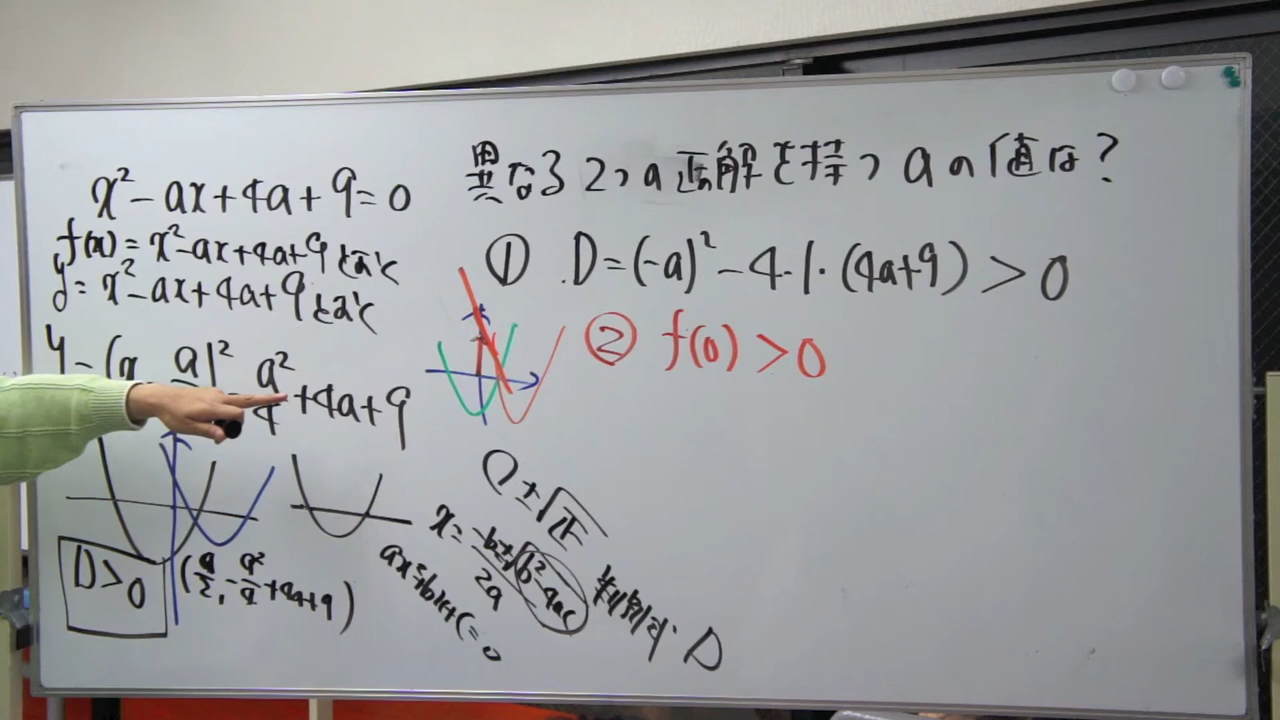 x²-ax+4a+9=0
f(x)=x²-ax+4a+9とおく
y=x²-ax+4a+9とおく
a² +4a+9
D>0
(a/2, -a²/4+4a+9)
異なる2つの正解を持つaの値は?
① D=(-a)²-4・1・(4a+9)>0
② f(0)>0
○±√正
x=-b±√b²-4ac/2a
ax²+bx+c=0
判別式 D